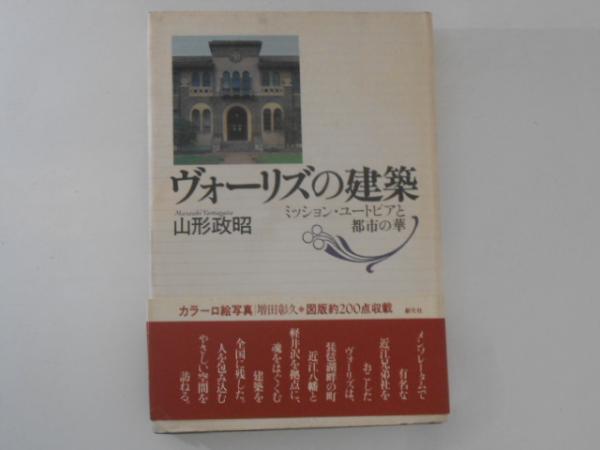 ヴォーリズの建築
ミッション・ユートピアと
都市の華
Masaaki Yamagata
山形政昭
カラー口絵写真|増田彰久◆図版約200点収載
創元社
メンソレータムで
有名な
近江兄弟社を
おこした
ヴォーリズは、
琵琶湖畔の町
近江八幡と
軽井沢を拠点に、
魂をはぐくむ
建築を
全国に残した。
人を包み込む
やさしい空間を
訪ねる。